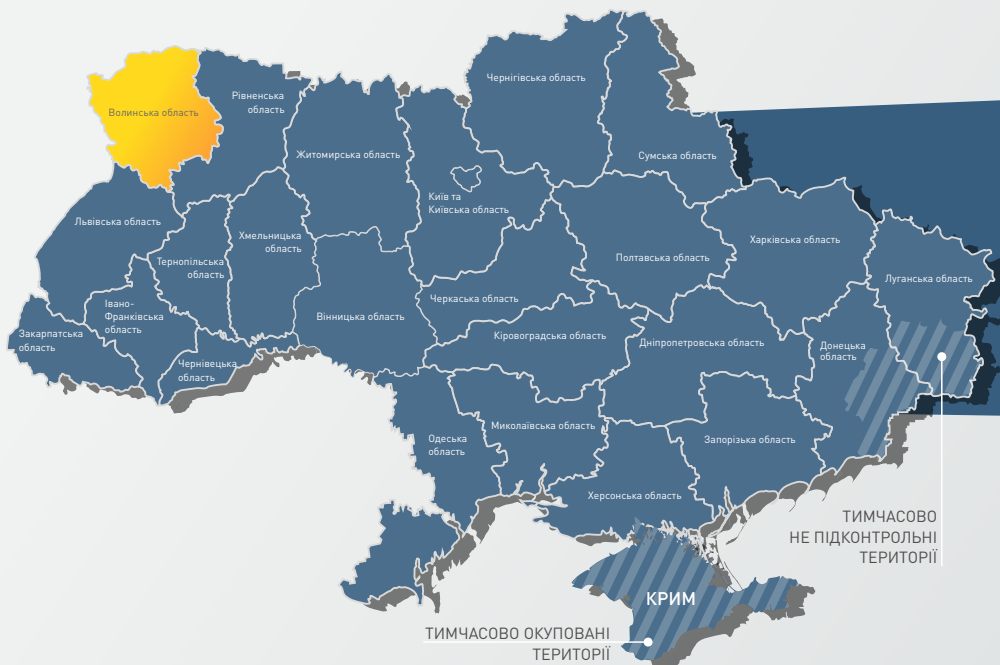 Чернігівська область
Рівненська
область
Волинська область
Житомирська область
Сумська область
Київ та
Київська область
Львівська область
Хмельницька
область
Тернопільська
область
Харківська область
Полтавська область
Луганська область
Черкаська область
Івано-
Франківська
область
Вінницька область
Закарпатська
область
Кіровоградська область
Дніпропетровська область
Донецька
область
Чернівецька
область
Миколаївська область
Одеська
область
Запорізька область
Херсонська область
ТИМЧАСОВО
НЕ ПІДКОНТРОЛЬНІ
ТЕРИТОРІЇ
КРИМ
ТИМЧАСОВО ОКУПОВАНІ
ТЕРИТОРІЇ